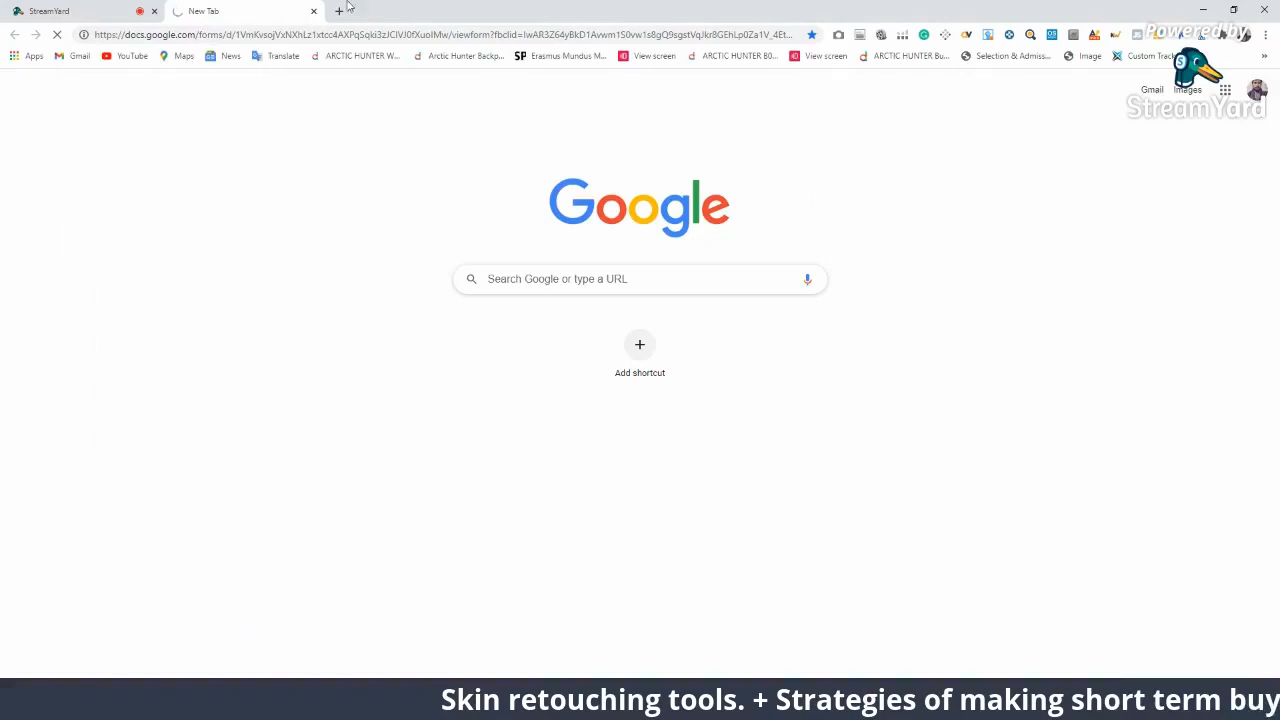 StreamYard
New Tab
Powered by
Apps
Gmail
YouTube
Maps
News
Translate
ARCTIC HUNTER W...
Arctic Hunter Backp...
SP Erasmus Mundus M...
View screen
ARCTIC HUNTER B0...
View screen
ARCTIC HUNTER Bu...
Selection & Admiss...
Image
Gmail
Images
StreamYard
Google
Search Google or type a URL
Add shortcut
Skin retouching tools. + Strategies of making short term buy